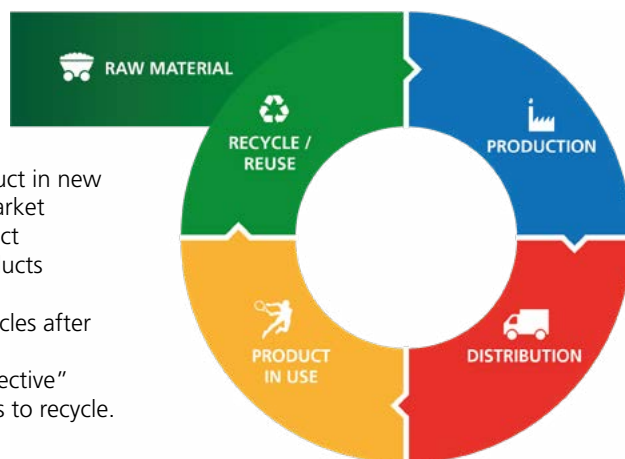 RAW MATERIAL
RECYCLE /
REUSE
PRODUCTION
uct in new
arket
ct
ucts
cles after
ective”
s to recycle.
PRODUCT
IN USE
DISTRIBUTION